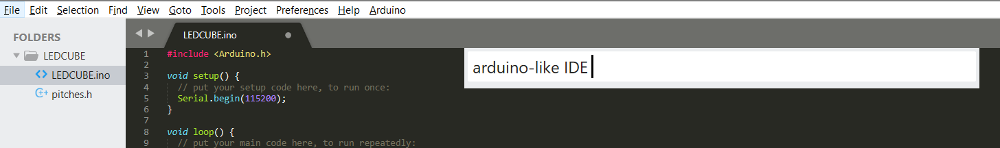 File Edit Selection Find View Goto Tools Project Preferences Help Arduino
FOLDERS
LEDCUBE
LEDCUBE.ino
pitches.h
LEDCUBE.ino
1 #include <Arduino.h>
2
3 void setup() {
4 // put your setup code here, to run once:
5 Serial.begin(115200);
6 }
7
8 void loop() {
9 // put your main code here, to run repeatedly:
arduino-like IDE